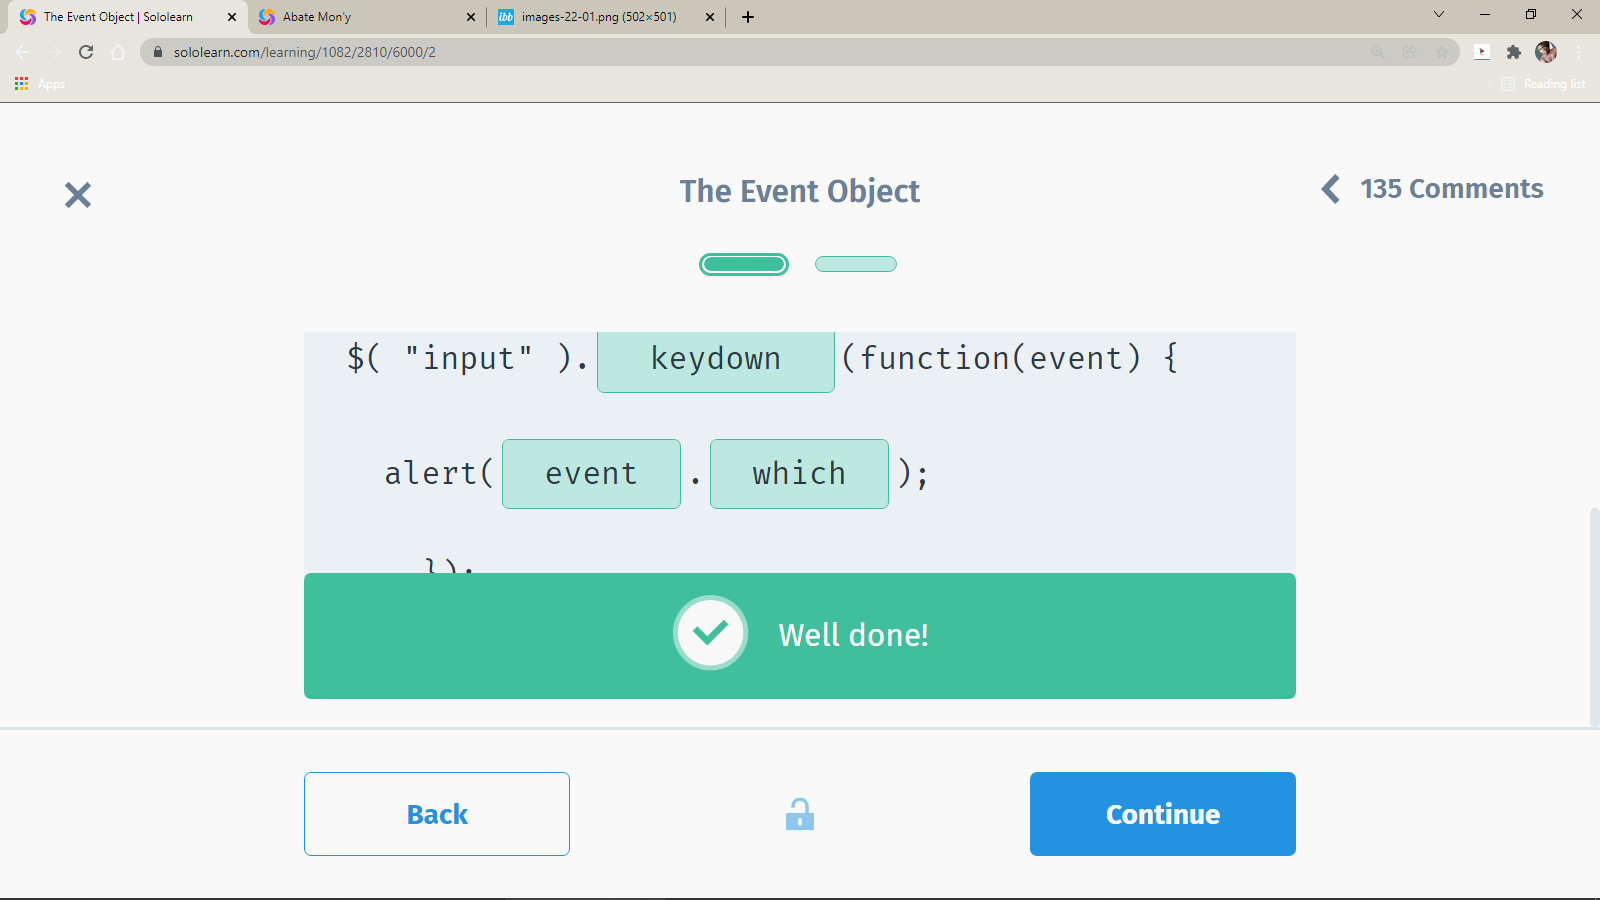 The Event Object | Sololearn
Abate Mon'y
ibb images-22-01.png (502×501)
sololearn.com/learning/1082/2810/6000/2
Apps
Reading list
The Event Object
135 Comments
$( "input" ). keydown (function(event) {
alert( event . which );
});
Well done!
Back
Continue